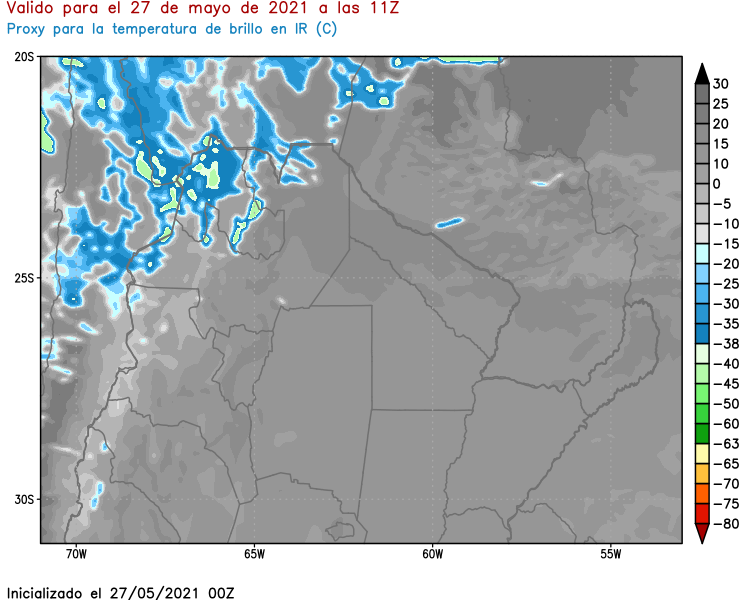 Valido para el 27 de mayo de 2021 a las 11Z
Proxy para la temperatura de brillo en IR (C)
20S
25S
30S
70W
65W
60W
55W
30
25
20
15
10
0
−5
−10
−15
−20
−25
−30
−35
−38
−40
−45
−50
−60
−63
−65
−70
−75
−80
Inicializado el 27/05/2021 00Z